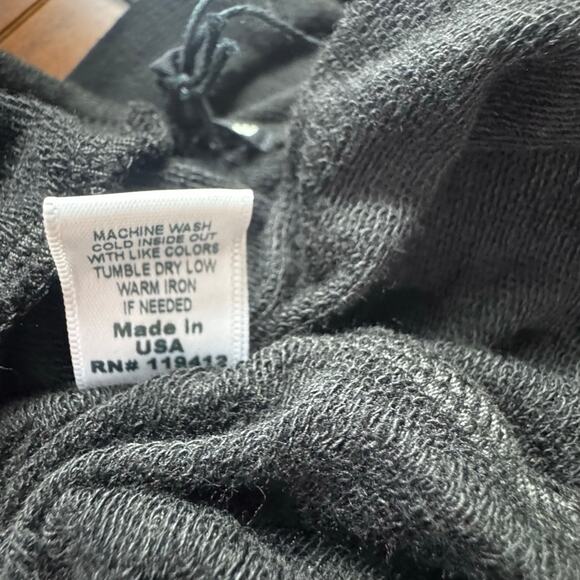 MACHINE WASH
COLD INSIDE OUT
WITH LIKE COLORS
TUMBLE DRY LOW
WARM IRON
IF NEEDED
Made in
USA
RN# 119412